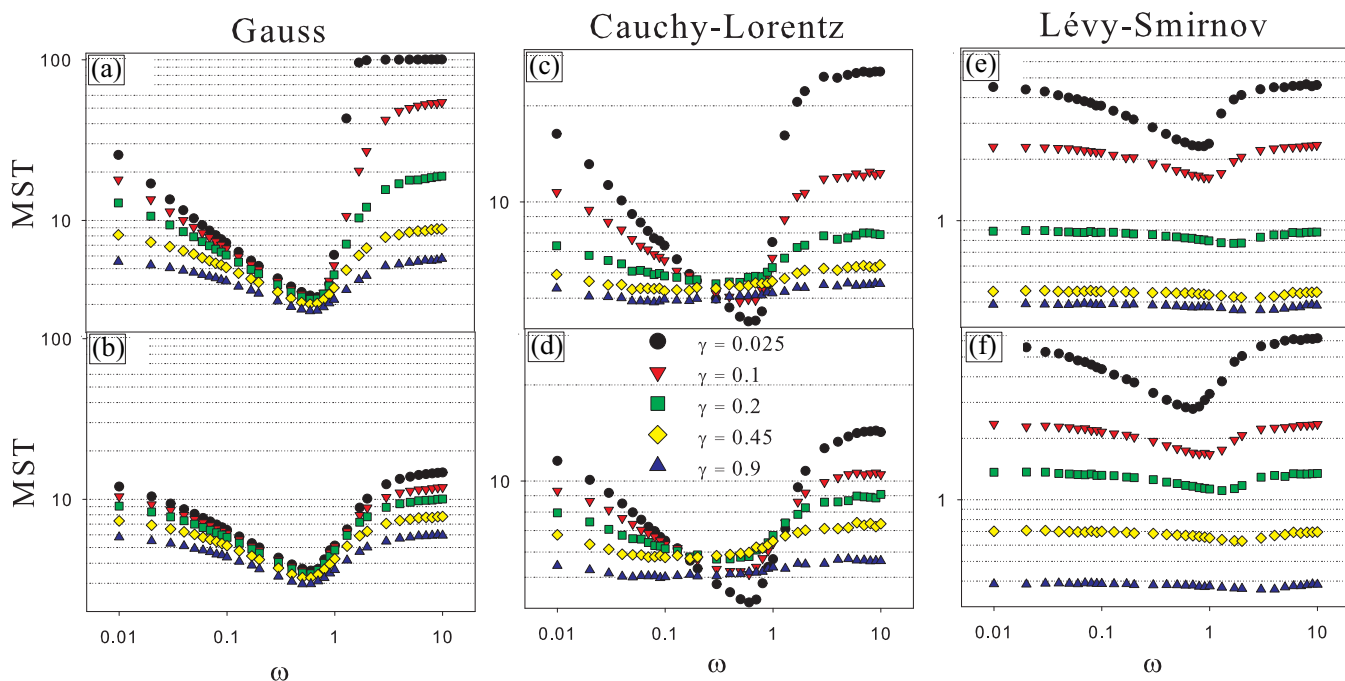 Gauss
Cauchy-Lorentz
Lévy-Smirnov
(a)
(c)
(e)
100
10
MST
10
1
(b)
(d)
(f)
100
10
MST
10
1
γ = 0.025
γ = 0.1
γ = 0.2
γ = 0.45
γ = 0.9
0.01 0.1 1 10
0.01 0.1 1 10
0.01 0.1 1 10
ω
ω
ω